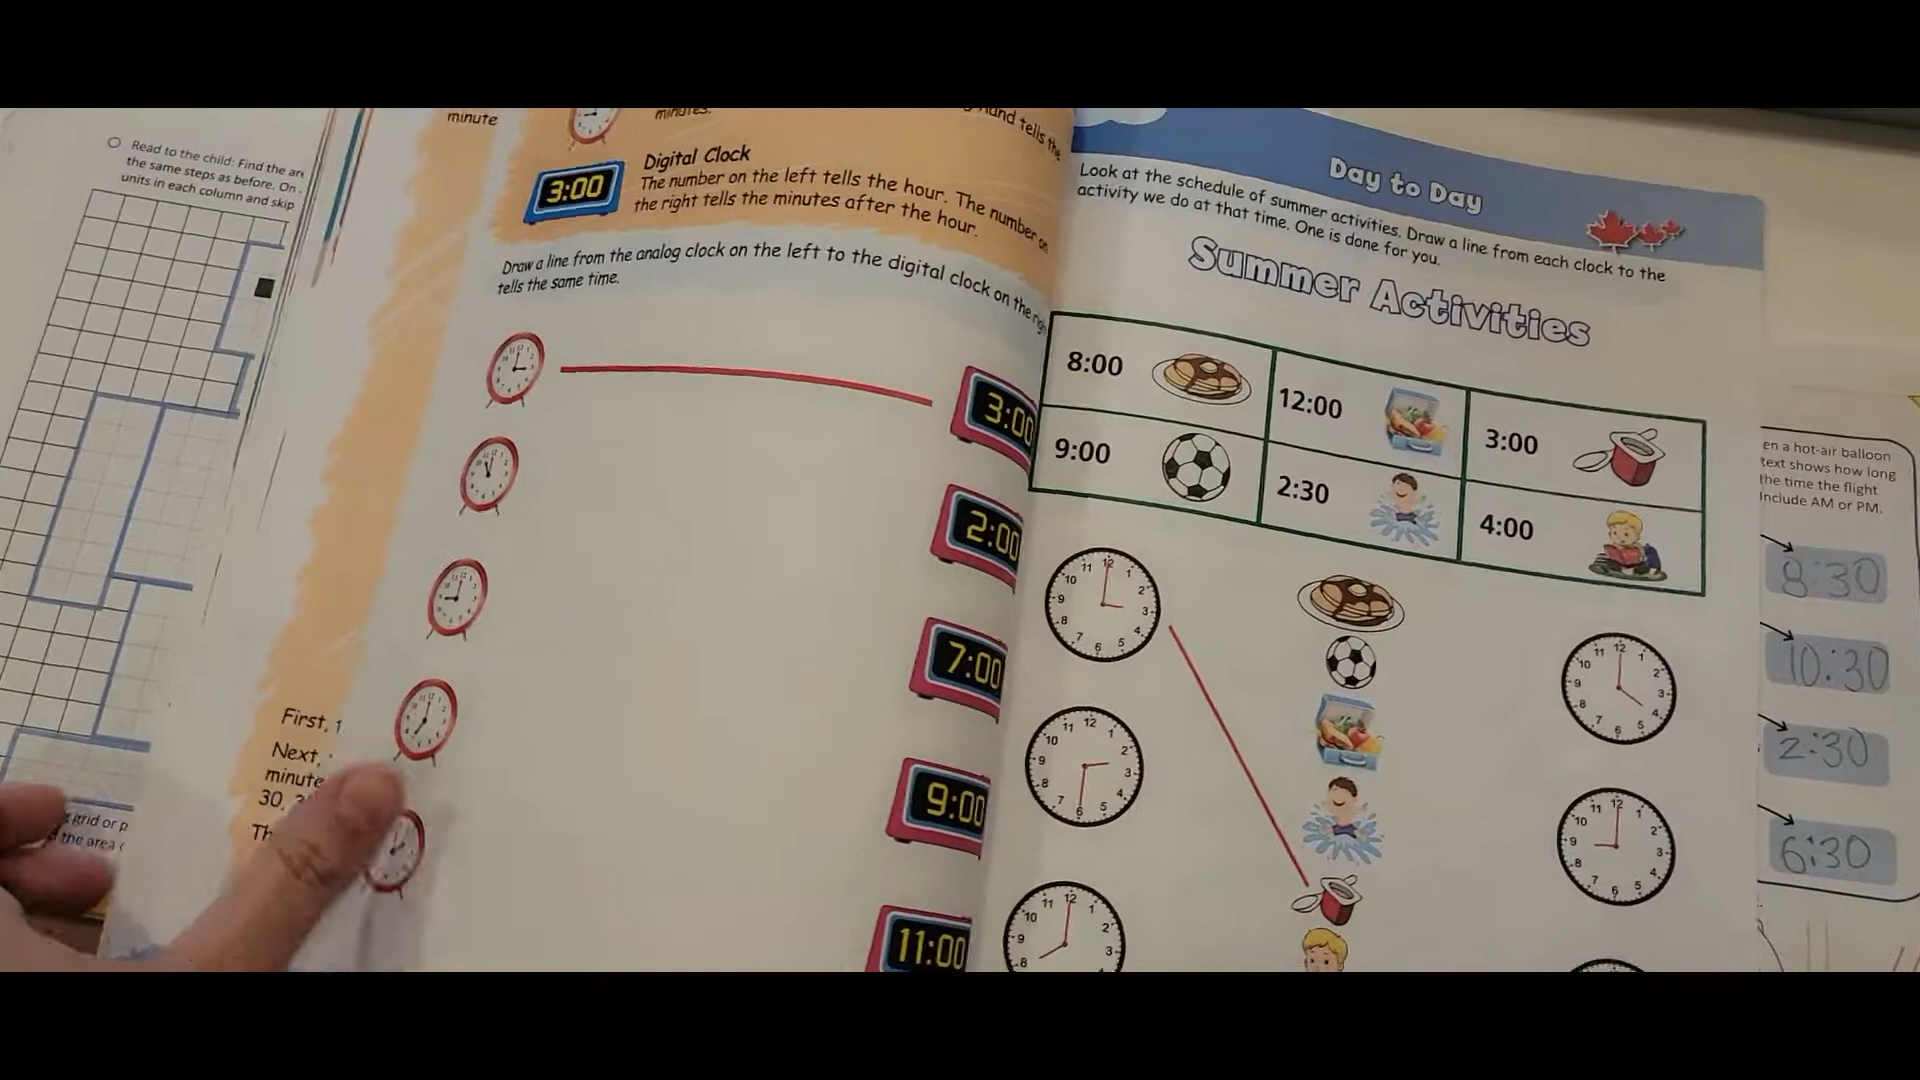 Read to the child: Find the
the same steps as before. On
units in each column and skip
grid or
the area
minute
minutes.
hand tells the
3:00
Digital Clock
The number on the left tells the hour. The number on
the right tells the minutes after the hour.
Draw a line from the analog clock on the left to the digital clock on the
tells the same time.
3:00
2:00
7:00
9:00
11:00
First,
Next,
minute
30,
Day to Day
Look at the schedule of summer activities. Draw a line from each clock to the
activity we do at that time. One is done for you.
Summer Activities
8:00
12:00
3:00
9:00
2:30
4:00
en a hot-air balloon
text shows how long
the time the flight
Include AM or PM.
8:30
10:30
2:30
6:30